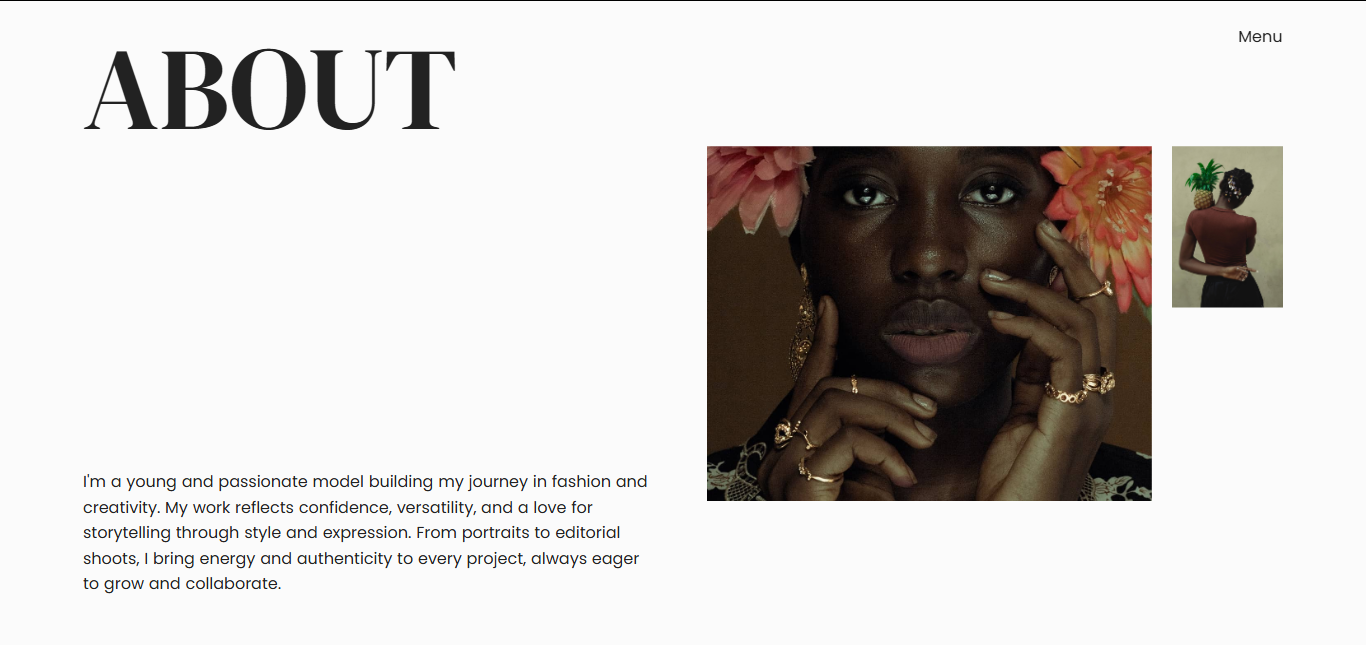 Menu
ABOUT
I'm a young and passionate model building my journey in fashion and
creativity. My work reflects confidence, versatility, and a love for
storytelling through style and expression. From portraits to editorial
shoots, I bring energy and authenticity to every project, always eager
to grow and collaborate.